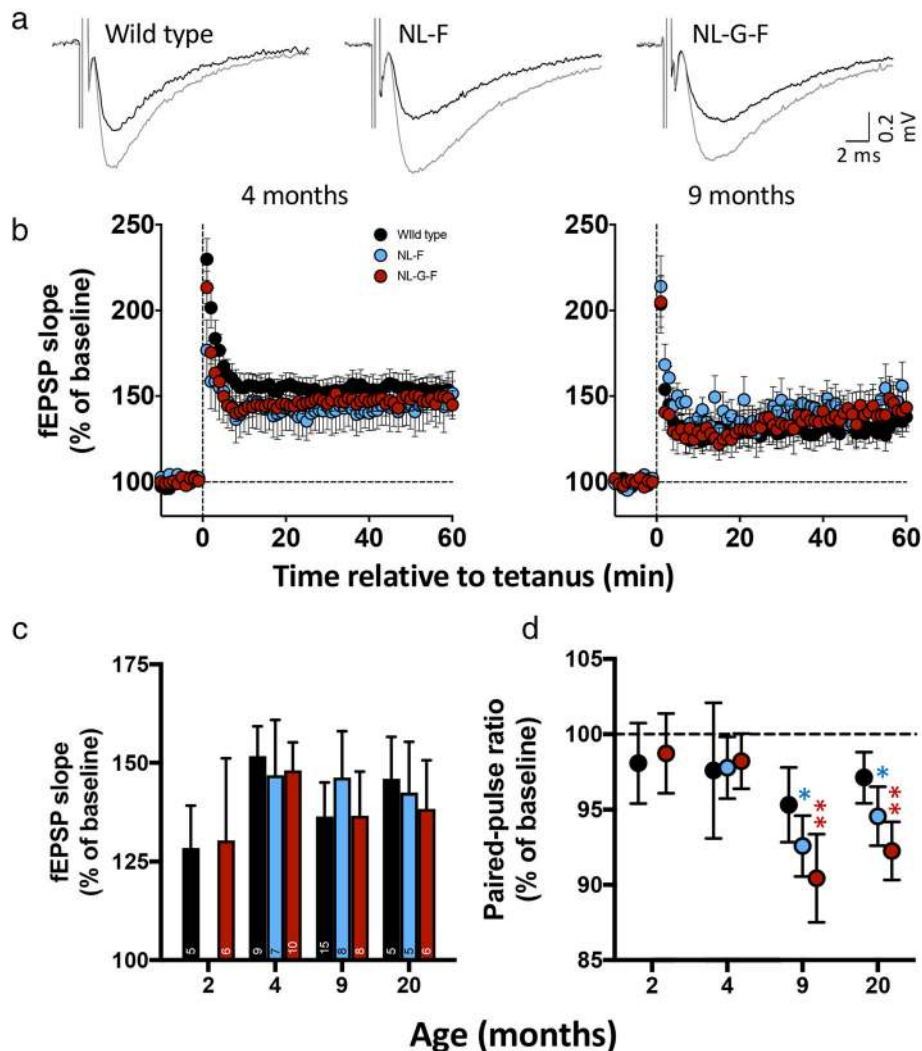 a
Wild type
NL-F
NL-G-F
0.2
mV
2 ms
4 months
9 months
b
250
200
150
100
fEPSP slope
(% of baseline)
Wild type
NL-F
NL-G-F
0
20
40
60
250
200
150
100
0
20
40
60
Time relative to tetanus (min)
c
175
150
125
100
fEPSP slope
(% of baseline)
5
6
9
7
10
15
8
8
5
5
6
2
4
9
20
d
105
100
95
90
85
Paired-pulse ratio
(% of baseline)
*
**
*
**
2
4
9
20
Age (months)